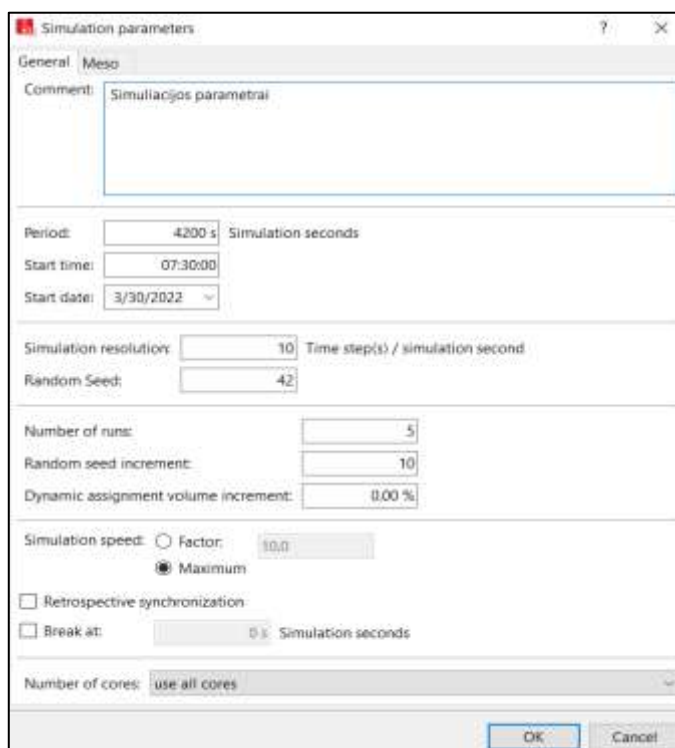 Simulation parameters ? ×
General Meso
Comment: Simuliacijos parametrai
Period: 4200 s Simulation seconds
Start time: 07:30:00
Start date: 3/30/2022
Simulation resolution: 10 Time step(s) / simulation second
Random Seed: 42
Number of runs: 5
Random seed increment: 10
Dynamic assignment volume increment: 0.00 %
Simulation speed: Factor: 10.0
Maximum
Retrospective synchronization
Break at: 0 s Simulation seconds
Number of cores: use all cores
OK Cancel